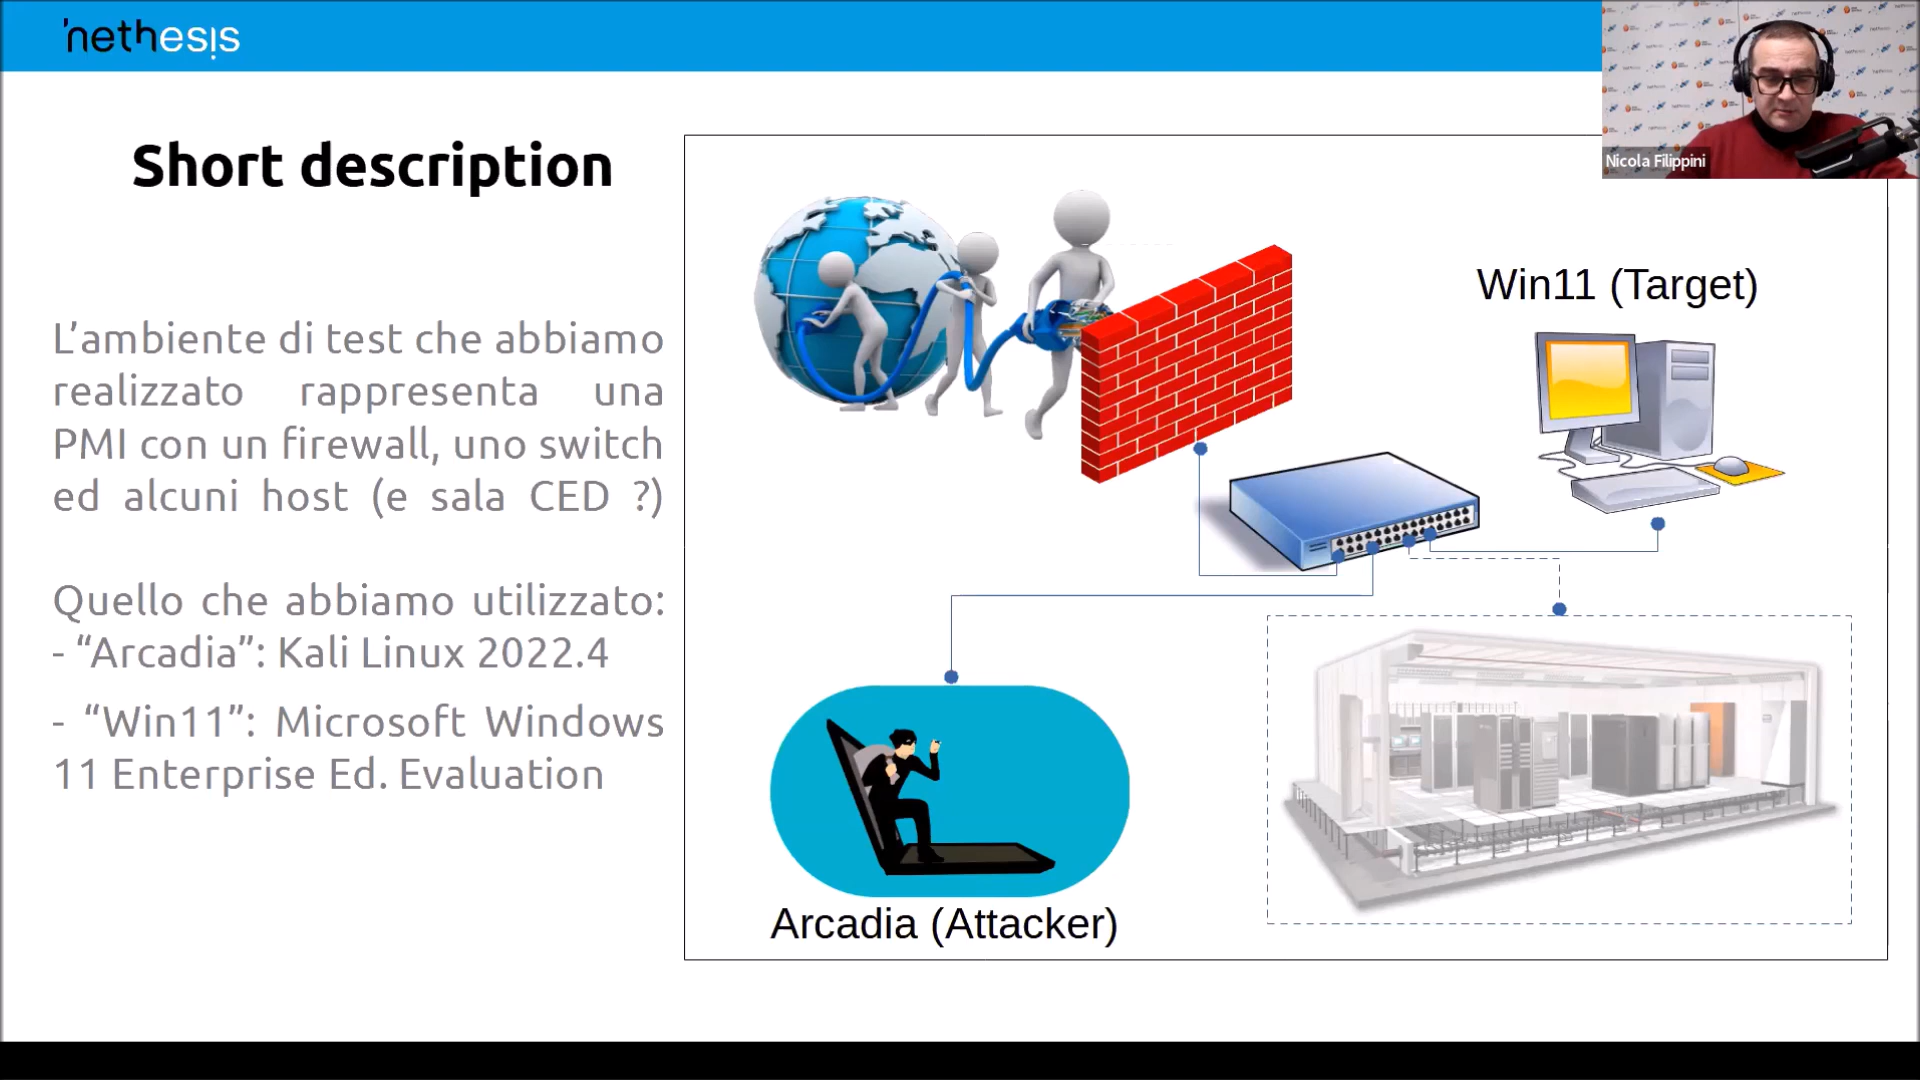 nethesis
Nicola Filippini
Short description
L’ambiente di test che abbiamo
realizzato rappresenta una
PMI con un firewall, uno switch
ed alcuni host (e sala CED ?)
Quello che abbiamo utilizzato:
- “Arcadia”: Kali Linux 2022.4
- “Win11”: Microsoft Windows
11 Enterprise Ed. Evaluation
Win11 (Target)
Arcadia (Attacker)